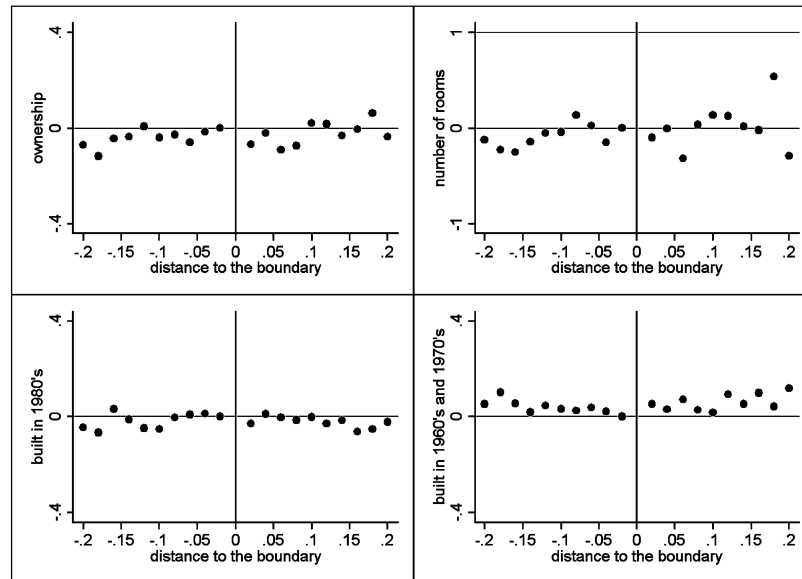 ownership
.4
0
-.4
-.2 -.15 -.1 -.05 0 .05 .1 .15 .2
distance to the boundary
number of rooms
1
0
-1
-.2 -.15 -.1 -.05 0 .05 .1 .15 .2
distance to the boundary
built in 1980's
.4
0
-.4
-.2 -.15 -.1 -.05 0 .05 .1 .15 .2
distance to the boundary
built in 1960's and 1970's
.4
0
-.4
-.2 -.15 -.1 -.05 0 .05 .1 .15 .2
distance to the boundary